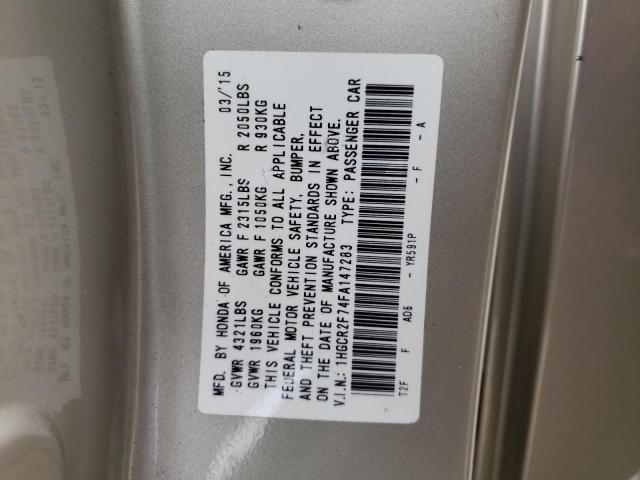 MFD. BY HONDA OF AMERICA MFG., INC. 03/'15
GVWR 4321LBS GAWR F 2315LBS R 2050LBS
GVWR 1960KG GAWR F 1050KG R 930KG
THIS VEHICLE CONFORMS TO ALL APPLICABLE
FEDERAL MOTOR VEHICLE SAFETY, BUMPER,
AND THEFT PREVENTION STANDARDS IN EFFECT
ON THE DATE OF MANUFACTURE SHOWN ABOVE.
V.I.N.: 1HGCR2F74FA147283 TYPE: PASSENGER CAR
T2F F AD6 - YR591P - F - A